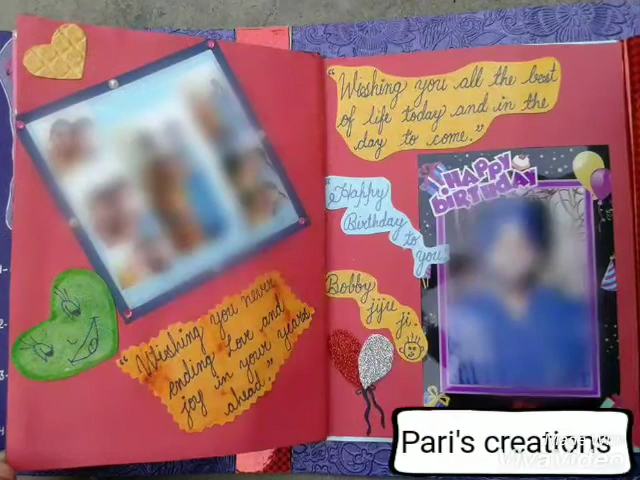 "Wishing you never
ending Love and
joy in your years
ahead"
"Wishing you all the best
of life today and in the
day to come."
"Happy
Birthday
to
you
Bobby
jiju
ji.
HAPPY
BIRTHDAY
Pari's creations
VivaVideo